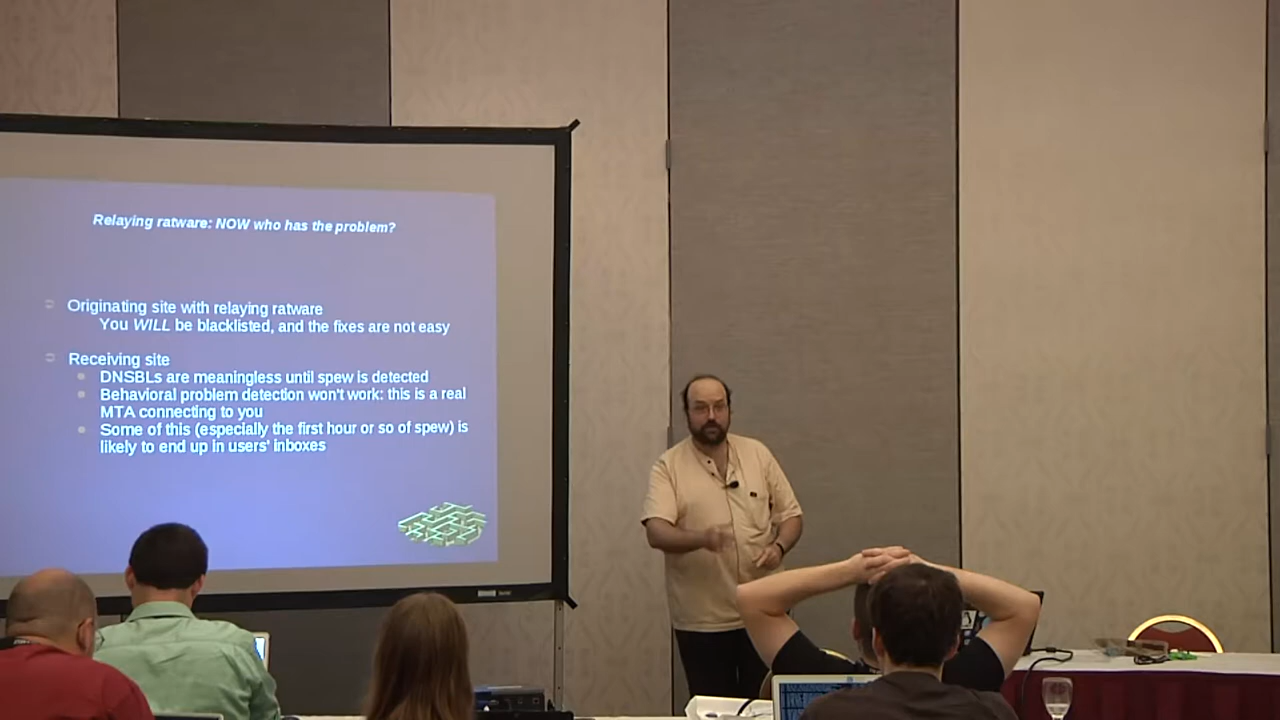 Relaying ratware: NOW who has the problem?
Originating site with relaying ratware
You WILL be blacklisted, and the fixes are not easy
Receiving site
DNSBLs are meaningless until spew is detected
Behavioral problem detection won't work: this is a real
MTA connecting to you
Some of this (especially the first hour or so of spew) is
likely to end up in users' inboxes